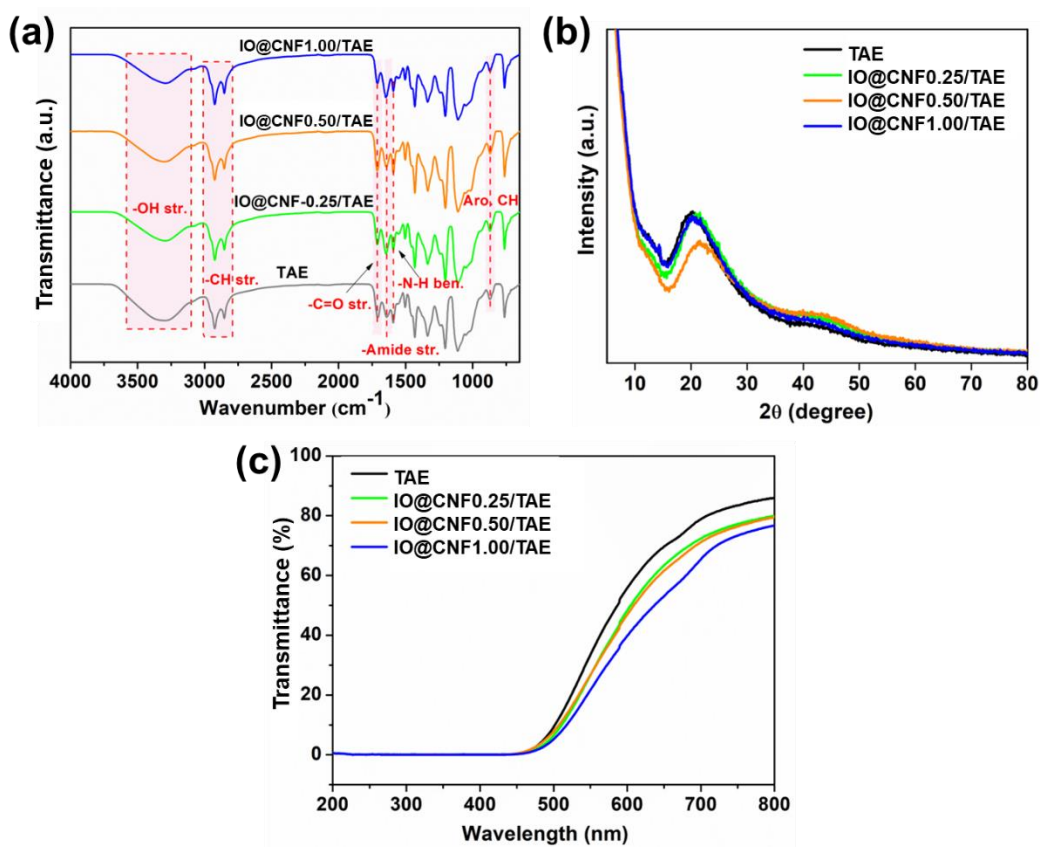 (a)
Transmittance (a.u.)
IO@CNF1.00/TAE
IO@CNF0.50/TAE
IO@CNF-0.25/TAE
TAE
-OH str.
-CH str.
-C=O str.
-Amide str.
-N-H ben.
Aro, CH
4000 3500 3000 2500 2000 1500 1000
Wavenumber (cm-1)
(b)
Intensity (a.u.)
TAE
IO@CNF0.25/TAE
IO@CNF0.50/TAE
IO@CNF1.00/TAE
10 20 30 40 50 60 70 80
2θ (degree)
(c)
Transmittance (%)
100
80
60
40
20
0
TAE
IO@CNF0.25/TAE
IO@CNF0.50/TAE
IO@CNF1.00/TAE
200 300 400 500 600 700 800
Wavelength (nm)